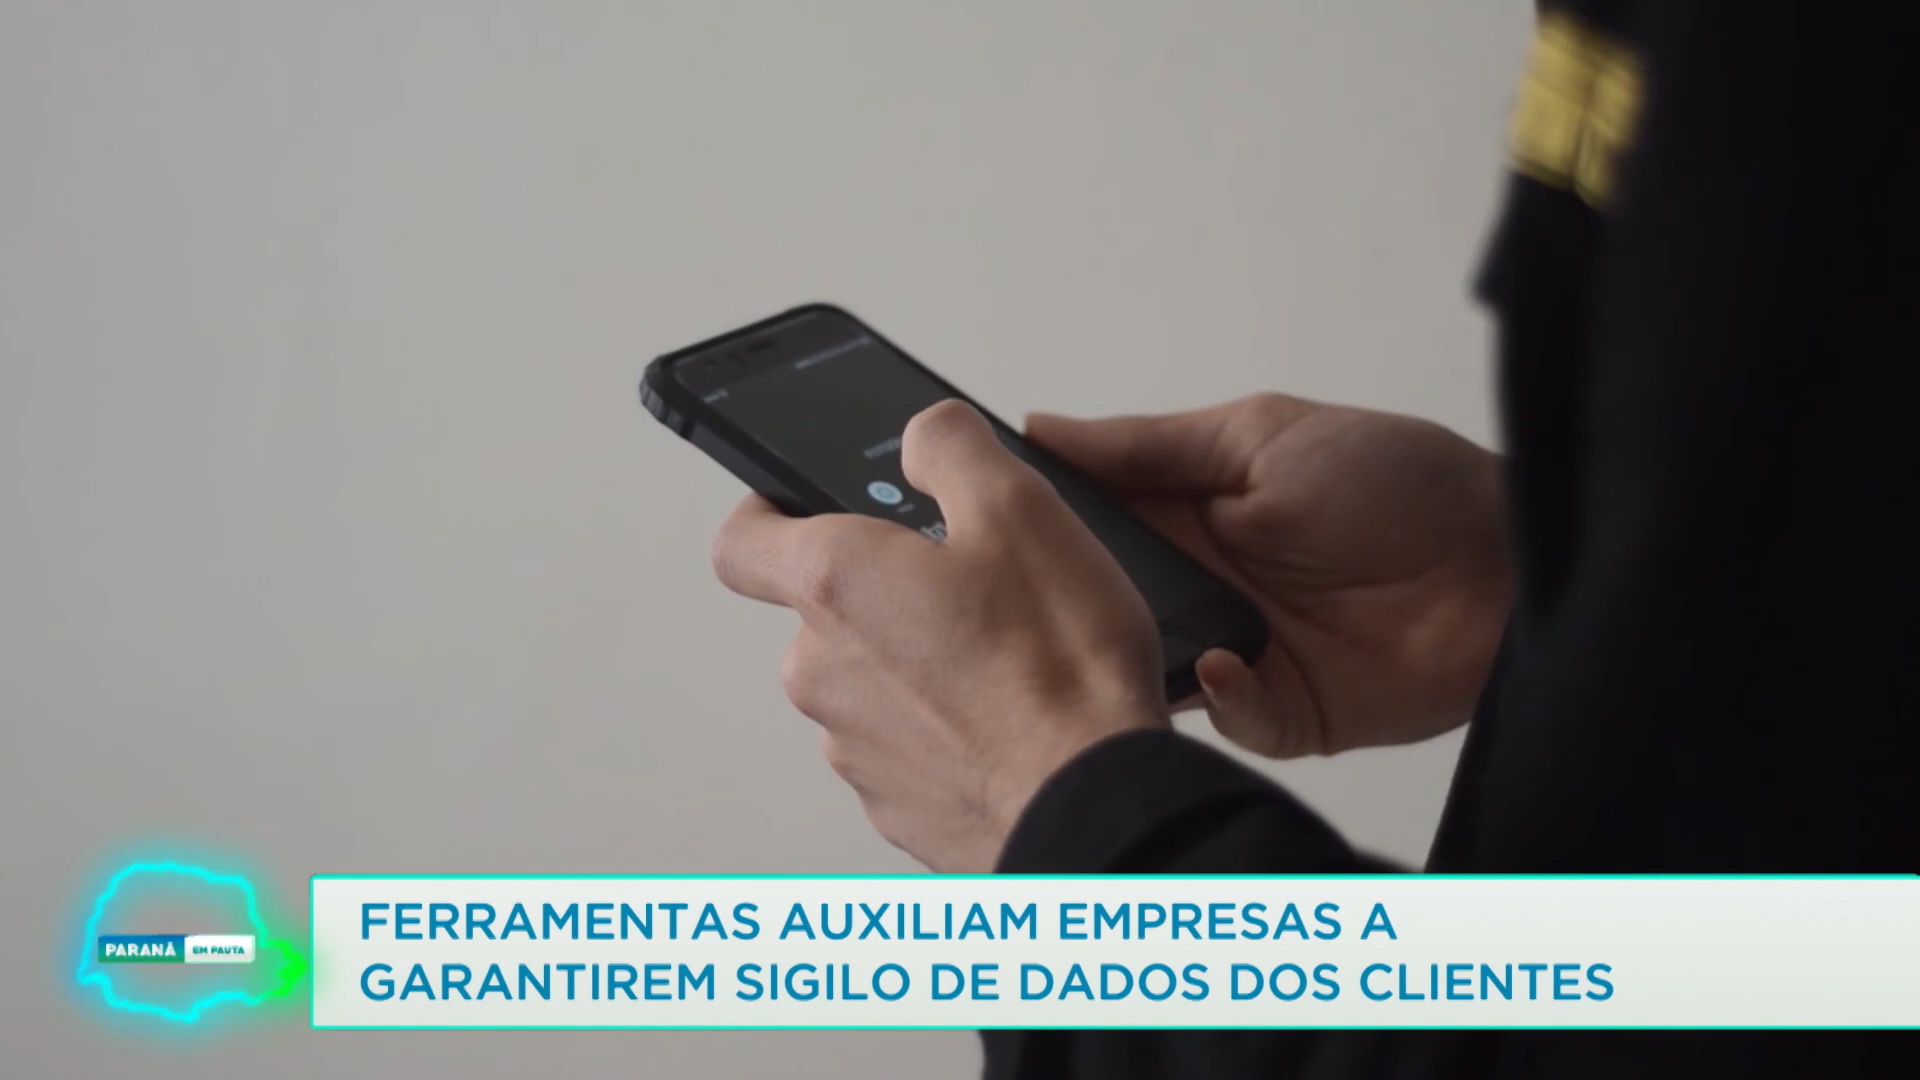 PARANÁ EM PAUTA
FERRAMENTAS AUXILIAM EMPRESAS A
GARANTIREM SIGILO DE DADOS DOS CLIENTES